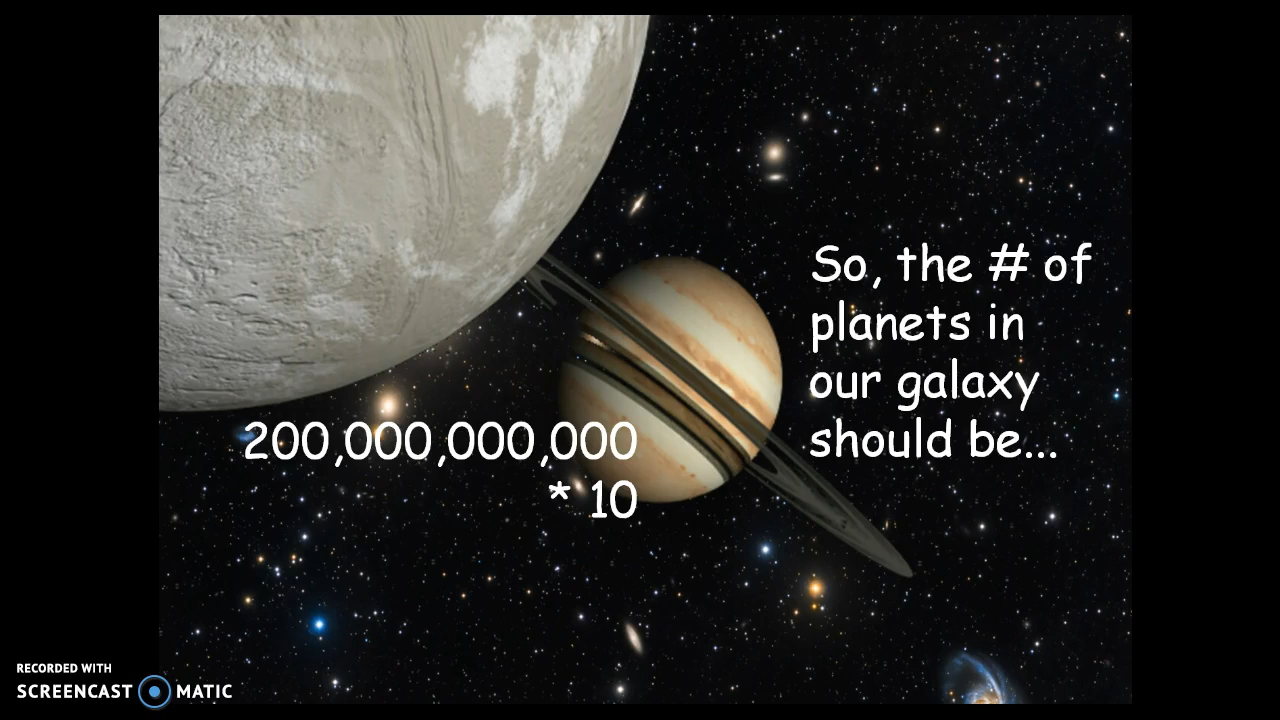 So, the # of
planets in
our galaxy
should be...
200,000,000,000
* 10
RECORDED WITH
SCREENCAST MATIC